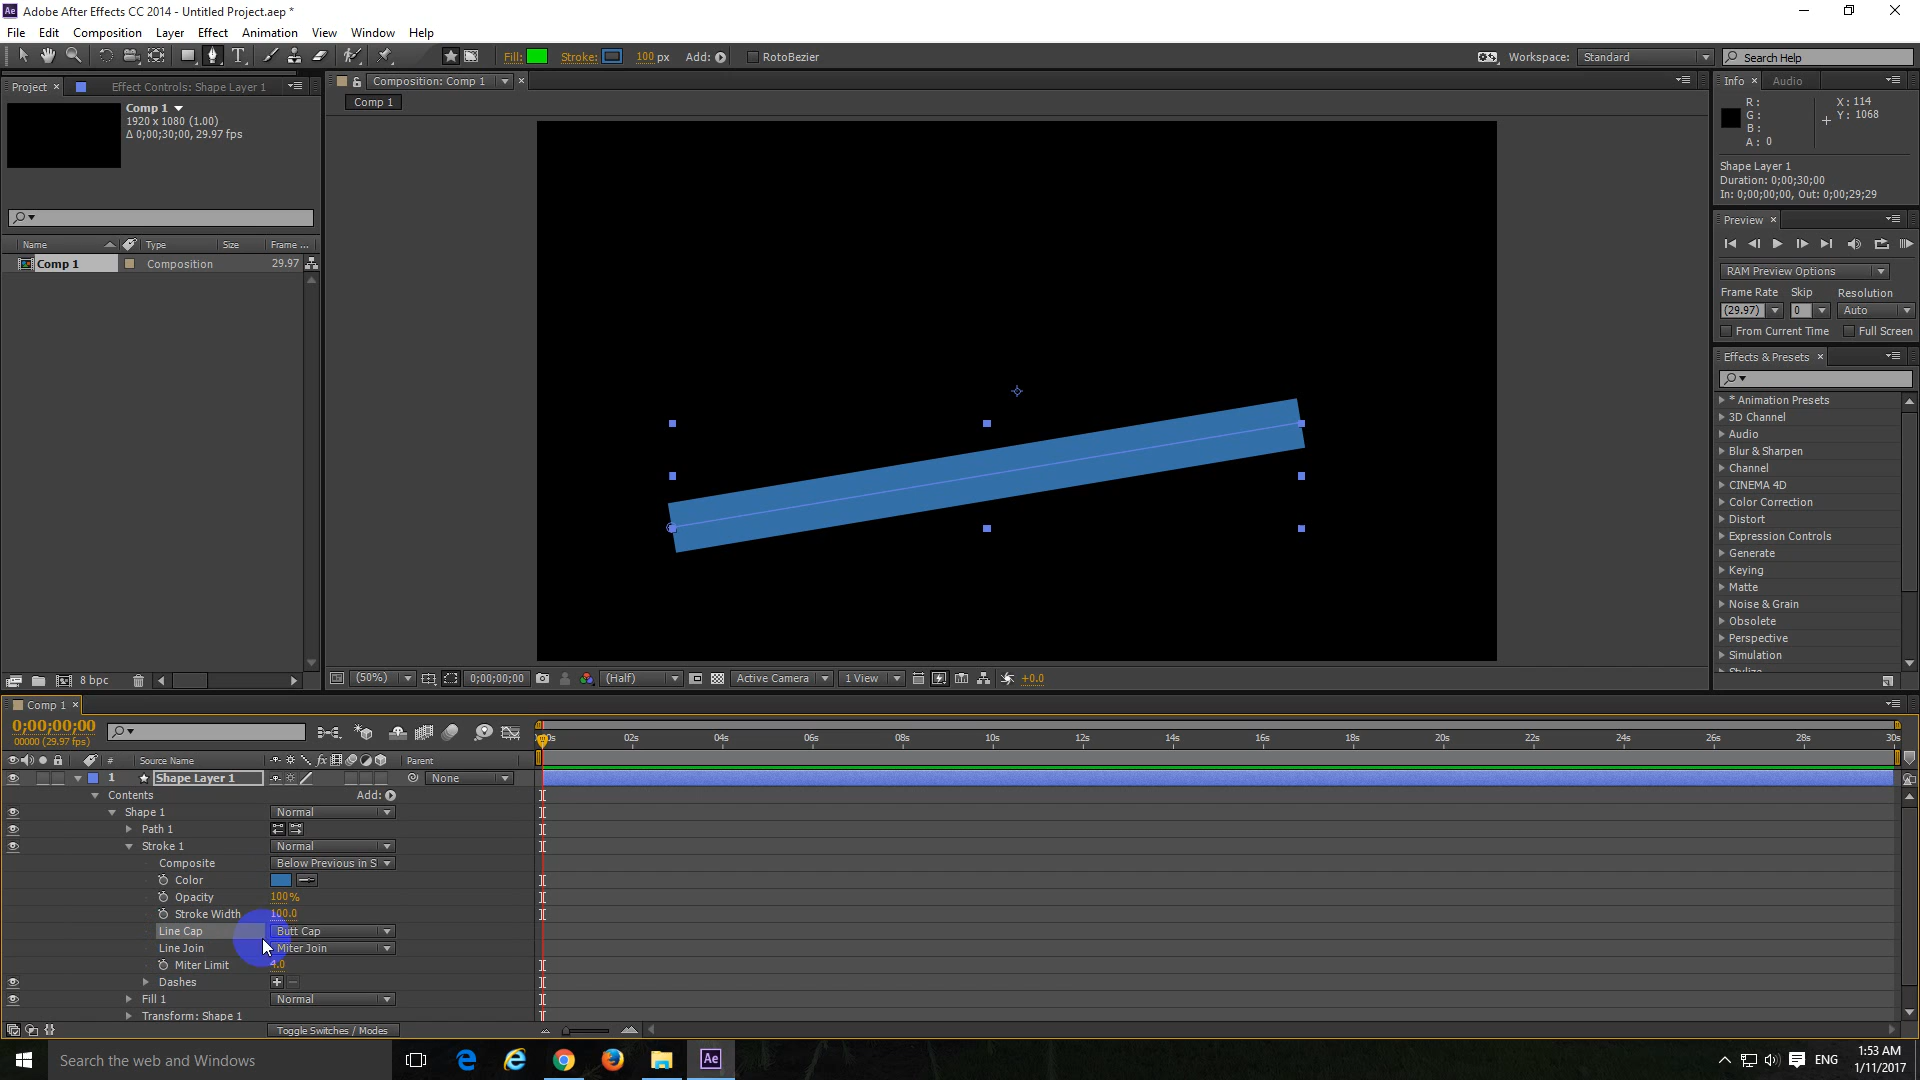 Adobe After Effects CC 2014 - Untitled Project.aep *
File Edit Composition Layer Effect Animation View Window Help
Fill: Stroke: 100 px Add: RotoBezier Workspace: Standard Search Help
Project × Effect Controls: Shape Layer 1
Comp 1
1920 x 1080 (1.00)
Δ 0;00;30;00, 29.97 fps
Name Type Size Frame ...
Comp 1 Composition 29.97
8 bpc
Composition: Comp 1
Comp 1
(50%) 0;00;00;00 (Half) Active Camera 1 View +0.0
Info × Audio
R: X: 114
G: Y: 1068
B:
A: 0
Shape Layer 1
Duration: 0;00;30;00
In: 0;00;00;00, Out: 0;00;29;29
Preview ×
RAM Preview Options
Frame Rate Skip Resolution
(29.97) 0 Auto
From Current Time Full Screen
Effects & Presets ×
* Animation Presets
3D Channel
Audio
Blur & Sharpen
Channel
CINEMA 4D
Color Correction
Distort
Expression Controls
Generate
Keying
Matte
Noise & Grain
Obsolete
Perspective
Simulation
Comp 1 ×
0;00;00;00
00000 (29.97 fps)
02s 04s 06s 08s 10s 12s 14s 16s 18s 20s 22s 24s 26s 28s 30s
# Source Name Parent
1 Shape Layer 1 None
Contents Add:
Shape 1 Normal
Path 1
Stroke 1 Normal
Composite Below Previous in S
Color
Opacity 100%
Stroke Width 100.0
Line Cap Butt Cap
Line Join Miter Join
Miter Limit 4.0
Dashes
Fill 1 Normal
Transform: Shape 1
Toggle Switches / Modes
Search the web and Windows
Ae
ENG
1:53 AM
1/11/2017